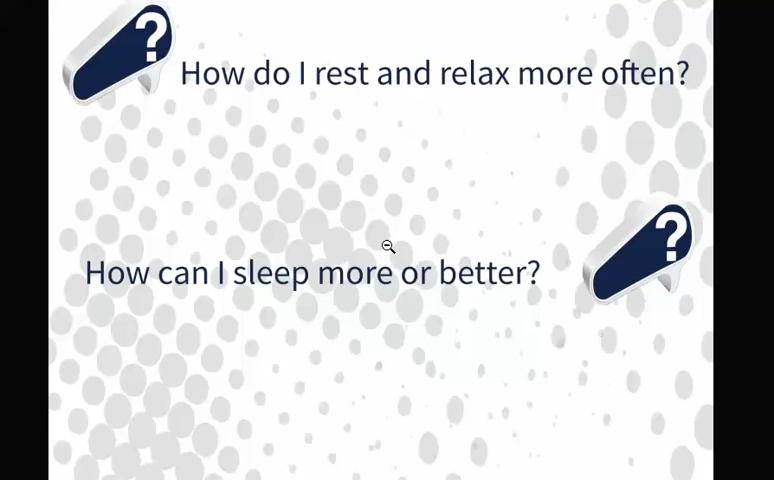 ?
How do I rest and relax more often?
?
How can I sleep more or better?